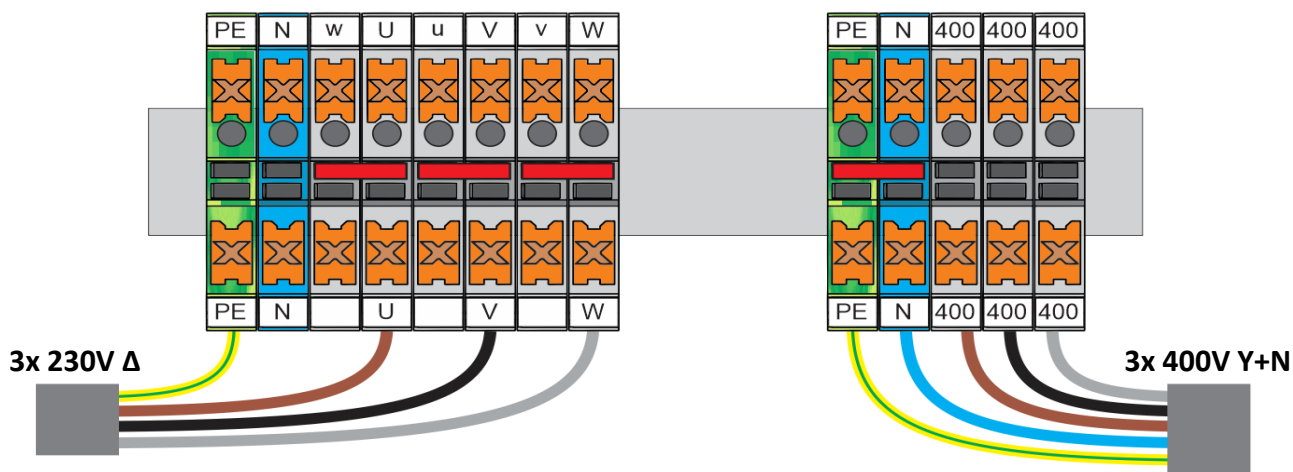 PE N w U u V v W
PE N 400 400 400
PE N U V W
PE N 400 400 400
3x 230V Δ
3x 400V Y+N